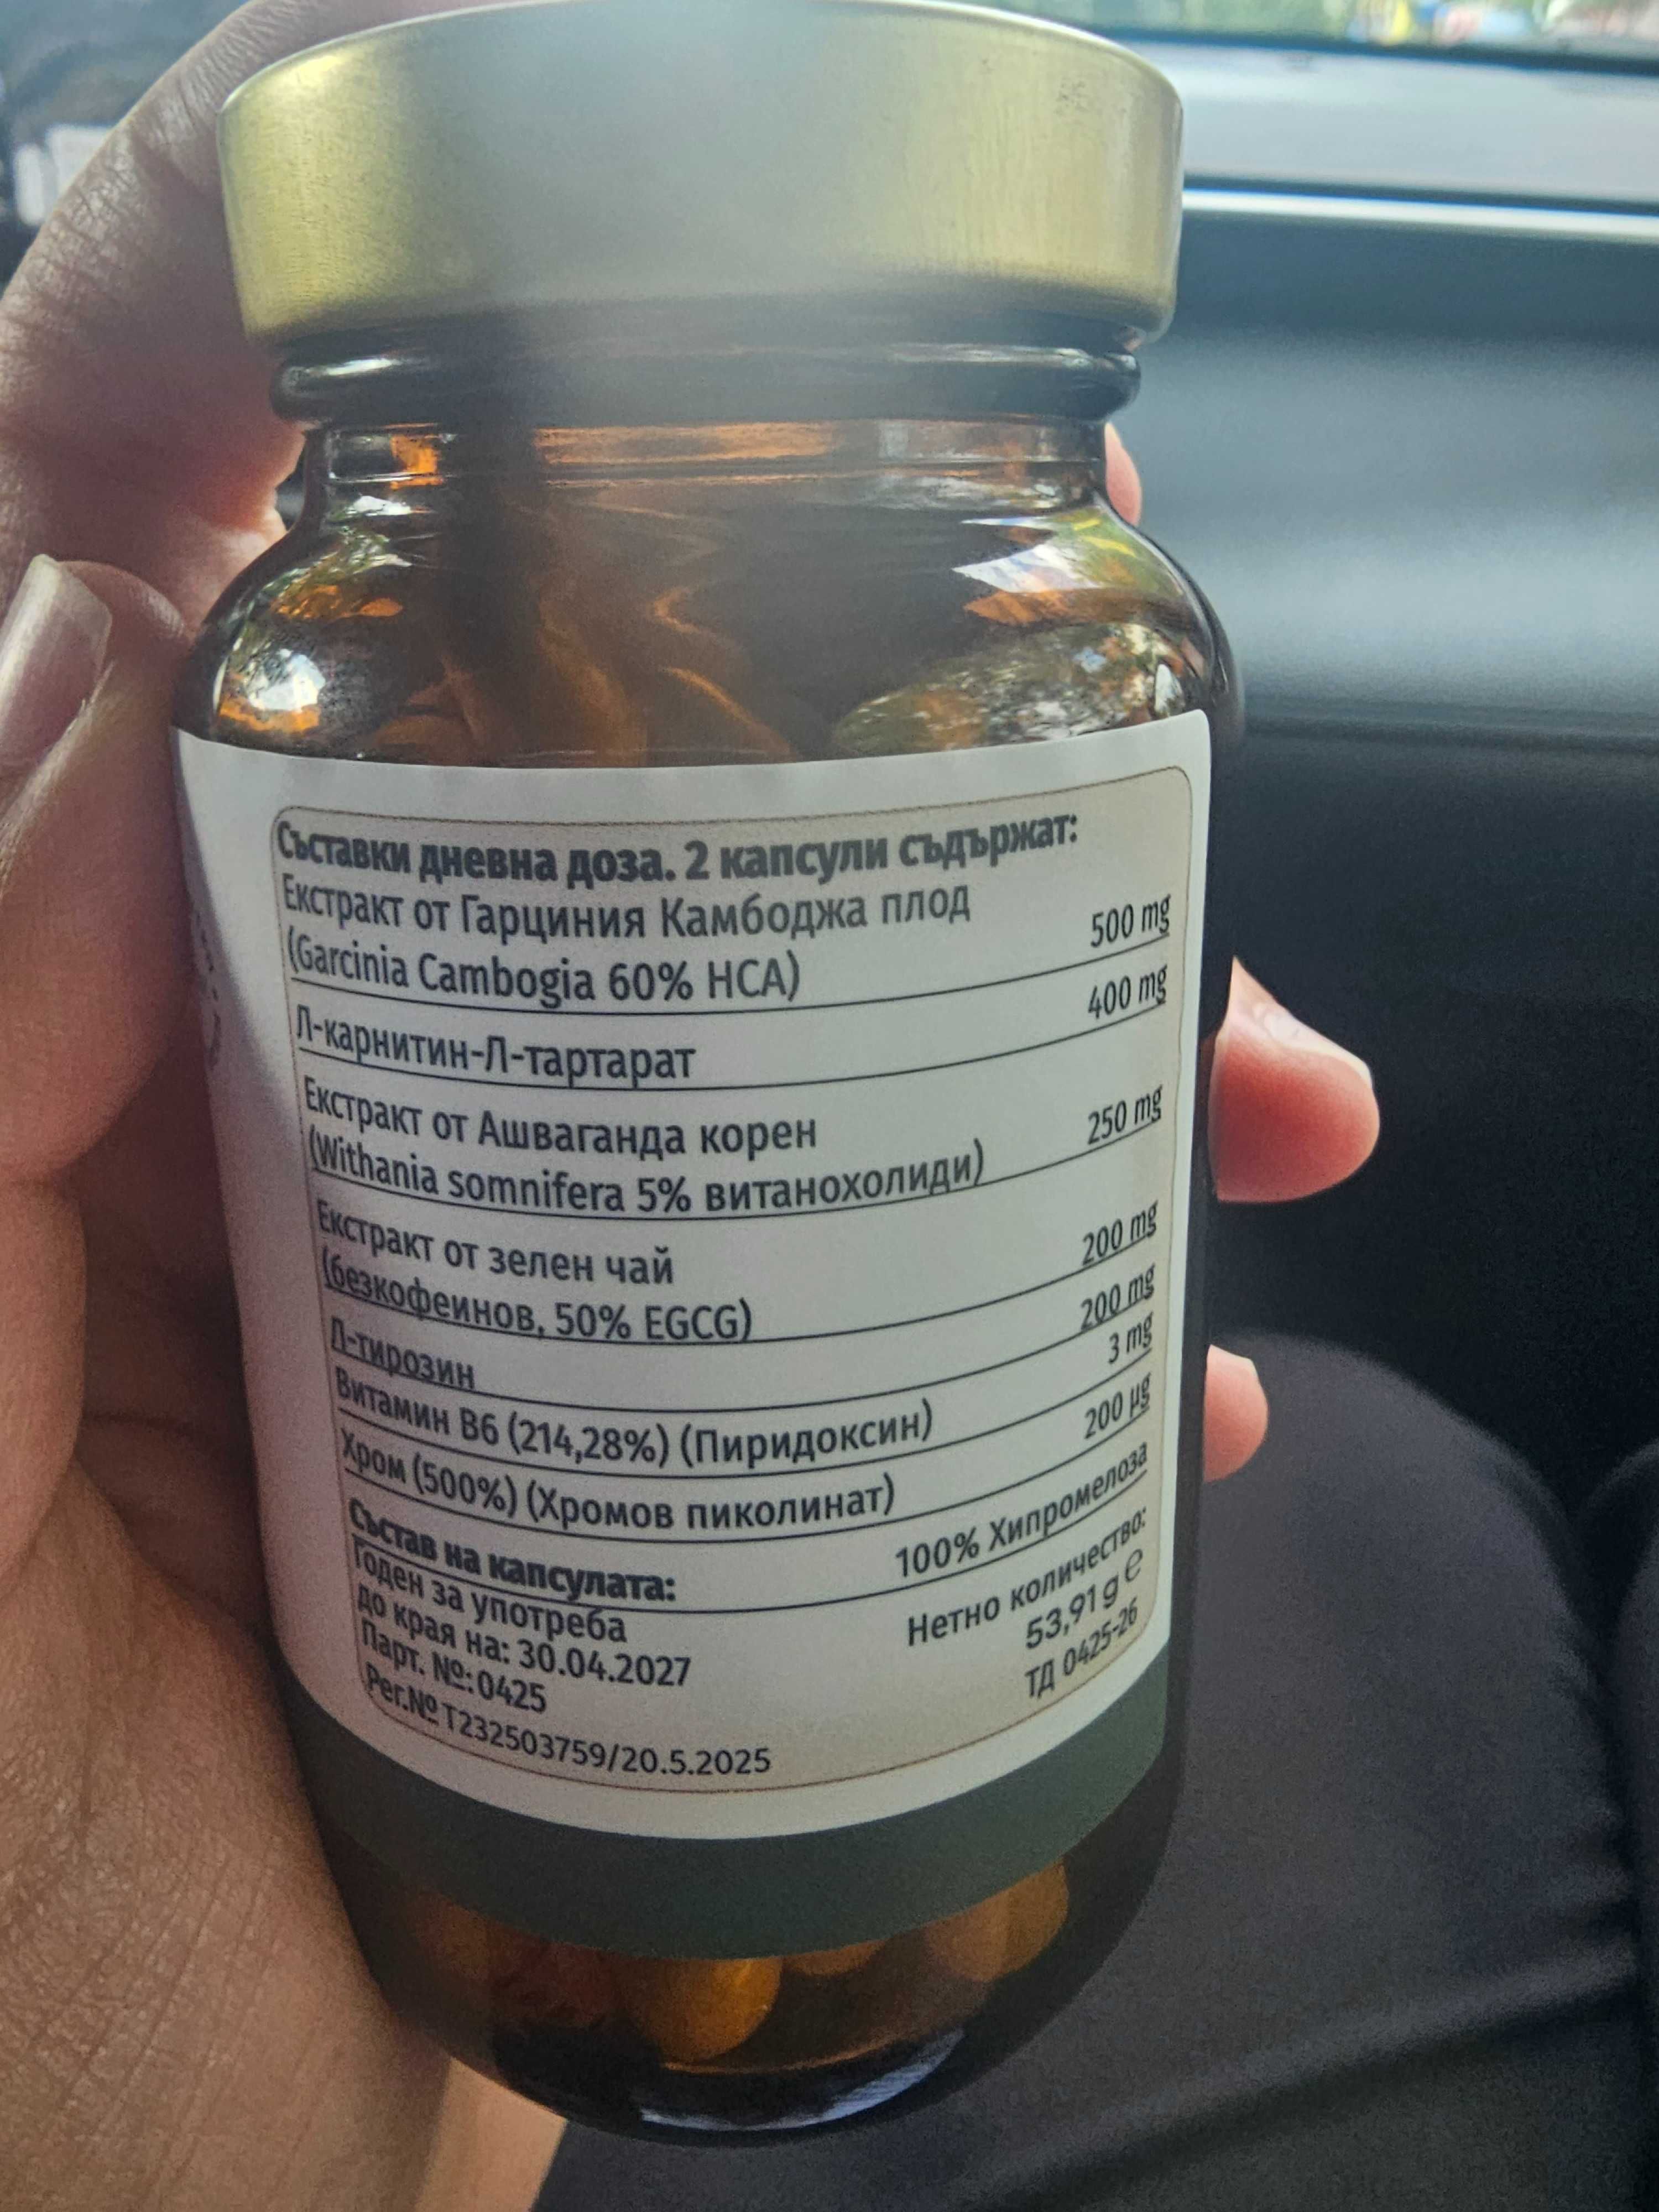 Съставки дневна доза. 2 капсули съдържат:
Екстракт от Гарциния Камбоджа плод
(Garcinia Cambogia 60% HCA) 500 mg
Л-карнитин-Л-тартарат 400 mg
Екстракт от Ашваганда корен
(Withania somnifera 5% витанохолиди) 250 mg
Екстракт от зелен чай
(безкофеинов, 50% EGCG) 200 mg
Л-тирозин 200 mg
Витамин B6 (214,28%) (Пиридоксин) 3 mg
Хром (500%) (Хромов пиколинат) 200 µg
Състав на капсулата: 100% Хипромелоза
Годен за употреба
до края на: 30.04.2027
Парт. №: 0425
Рег.№ Т232503759/20.5.2025
Нетно количество:
53,91 g e
ТД 0425-26